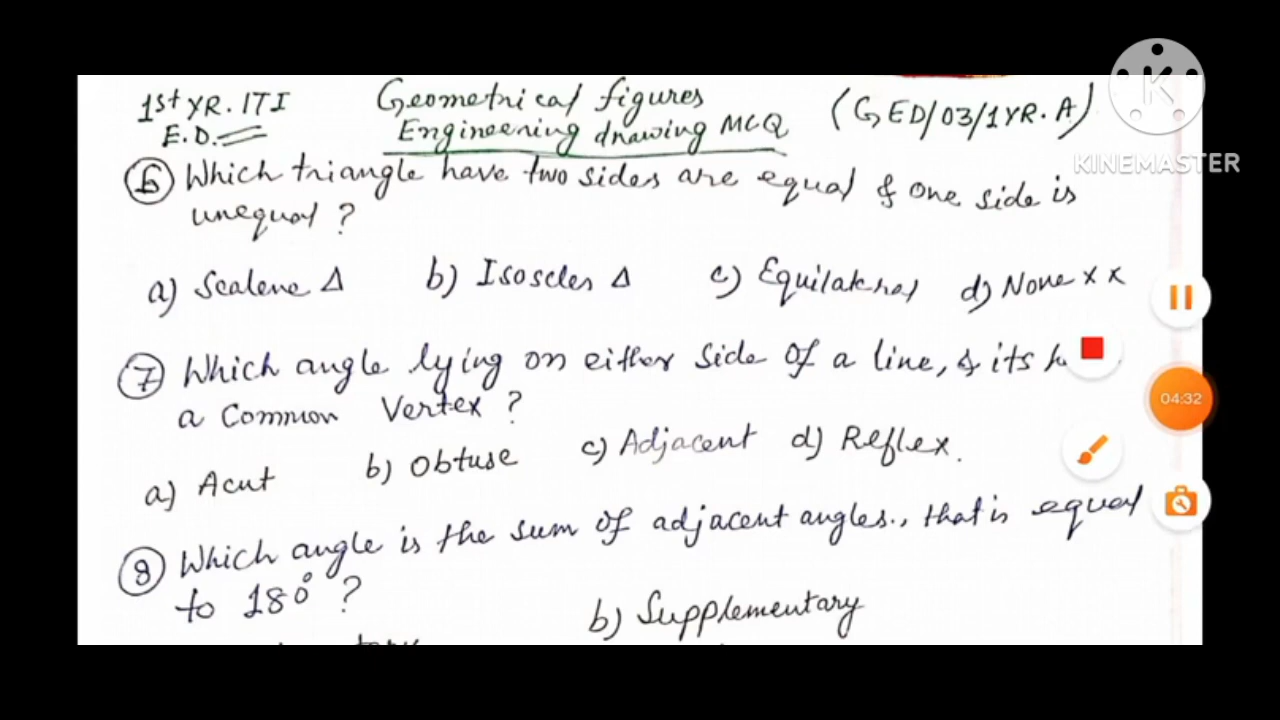 1st YR. ITI
E.D.
Geometrical figures
Engineering drawing MCQ
(GED/03/1YR.A)
KINEMASTER
6 Which triangle have two sides are equal & one side is
unequal ?
a) Scalene Δ b) Isosceles Δ c) Equilateral d) None x x
7 Which angle lying on either side of a line, & its
a Common Vertex ?
a) Acut b) Obtuse c) Adjacent d) Reflex.
04:32
8 Which angle is the sum of adjacent angles., that is equal
to 180° ?
b) Supplementary